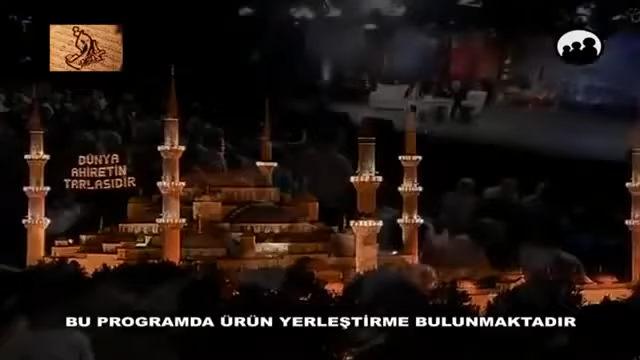 DÜNYA
AHİRETİN
TARLASIDIR
BU PROGRAMDA ÜRÜN YERLEŞTİRME BULUNMAKTADIR